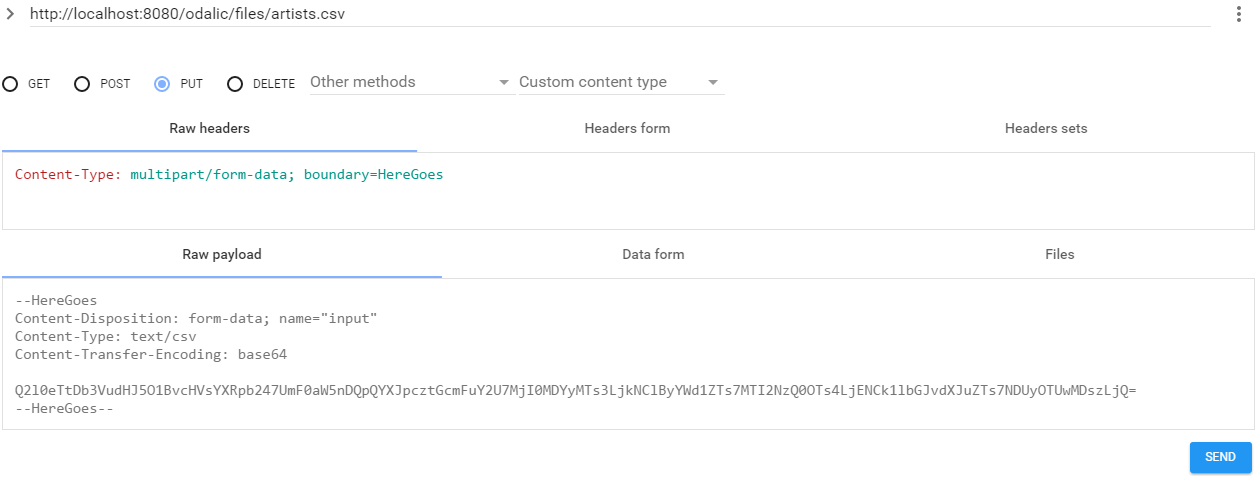 http://localhost:8080/odalic/files/artists.csv
GET POST PUT DELETE Other methods Custom content type
Raw headers Headers form Headers sets
Content-Type: multipart/form-data; boundary=HereGoes
Raw payload Data form Files
--HereGoes
Content-Disposition: form-data; name="input"
Content-Type: text/csv
Content-Transfer-Encoding: base64
Q2l0eTtDb3VudHJ5O1BvcHVsYXRpb247UmF0aW5nDQpQYXJpcztGcmFuY2U7MjI0MDYyMTs3LjkNClByYWd1ZTs7MTI2NzQ0OTs4LjENCk1lbGJvdXJuZTs7NDUyOTUwMDszLjQ=
--HereGoes--
SEND